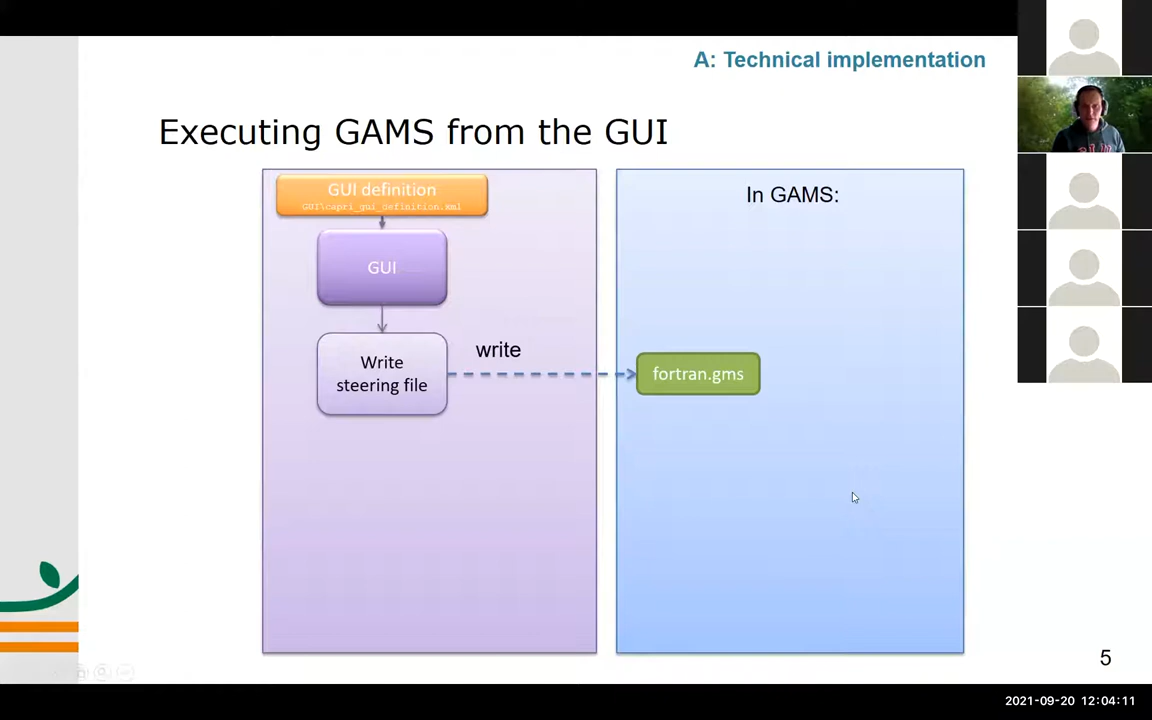 A: Technical implementation
Executing GAMS from the GUI
GUI definition
GUI\capri_gui_definition.xml
In GAMS:
GUI
write
Write
steering file
fortran.gms
5
2021-09-20 12:04:11